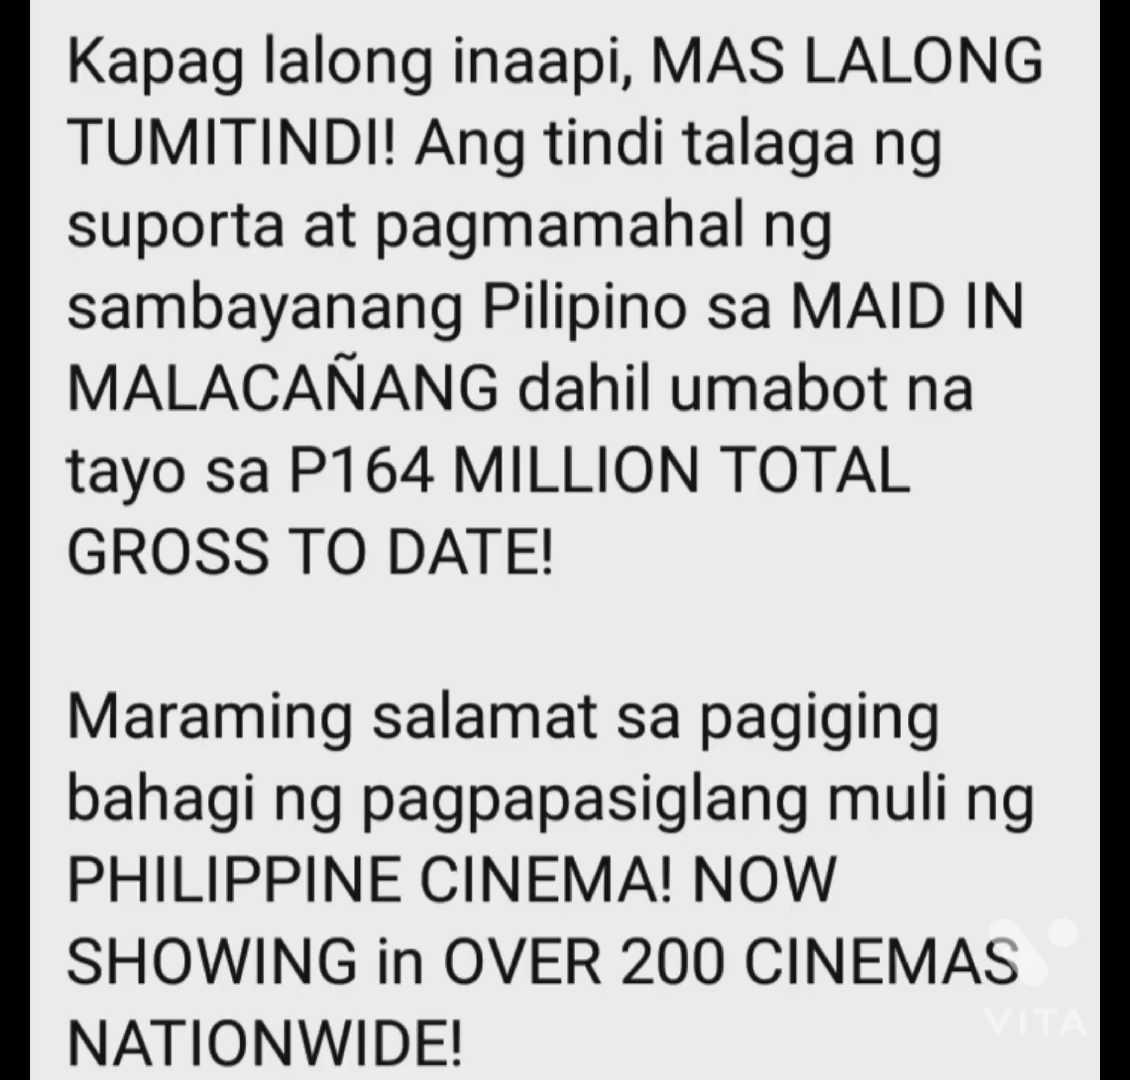 Kapag lalong inaapi, MAS LALONG
TUMITINDI! Ang tindi talaga ng
suporta at pagmamahal ng
sambayanang Pilipino sa MAID IN
MALACAÑANG dahil umabot na
tayo sa P164 MILLION TOTAL
GROSS TO DATE!
Maraming salamat sa pagiging
bahagi ng pagpapasiglang muli ng
PHILIPPINE CINEMA! NOW
SHOWING in OVER 200 CINEMAS
NATIONWIDE!
VITA